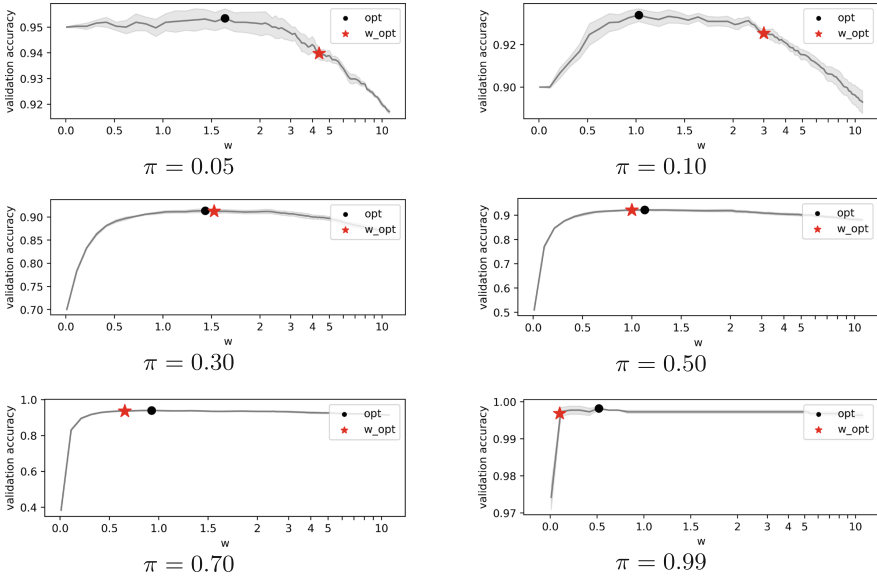 validation accuracy
0.95
0.94
0.93
0.92
opt
w_opt
0.0 0.5 1.0 1.5 2 3 4 5 10
w
π = 0.05
validation accuracy
0.92
0.90
opt
w_opt
0.0 0.5 1.0 1.5 2 3 4 5 10
w
π = 0.10
validation accuracy
0.90
0.85
0.80
0.75
0.70
opt
w_opt
0.0 0.5 1.0 1.5 2 3 4 5 10
w
π = 0.30
validation accuracy
0.9
0.8
0.7
0.6
0.5
opt
w_opt
0.0 0.5 1.0 1.5 2 3 4 5 10
w
π = 0.50
validation accuracy
1.0
0.8
0.6
0.4
opt
w_opt
0.0 0.5 1.0 1.5 2 3 4 5 10
w
π = 0.70
validation accuracy
1.00
0.99
0.98
0.97
opt
w_opt
0.0 0.5 1.0 1.5 2 3 4 5 10
w
π = 0.99